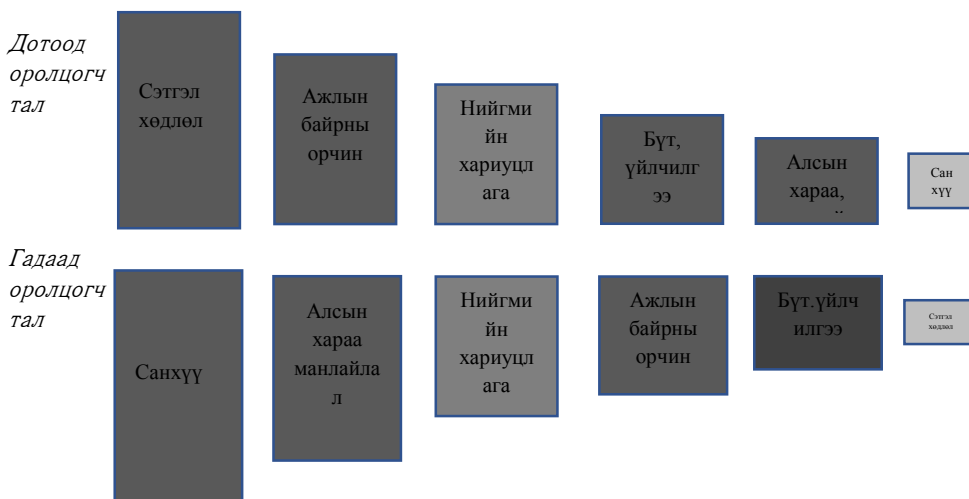 Дотоод
оролцогч
тал
Сэтгэл
хөдлөл
Ажлын
байрны
орчин
Нийгми
йн
хариуцл
ага
Бүт,
үйлчилг
ээ
Алсын
хараа,
Сан
хүү
Гадаад
оролцогч
тал
Санхүү
Алсын
хараа
манлайла
л
Нийгми
йн
хариуцл
ага
Ажлын
байрны
орчин
Бүт.үйлч
илгээ
Сэтгэл
хөдлөл